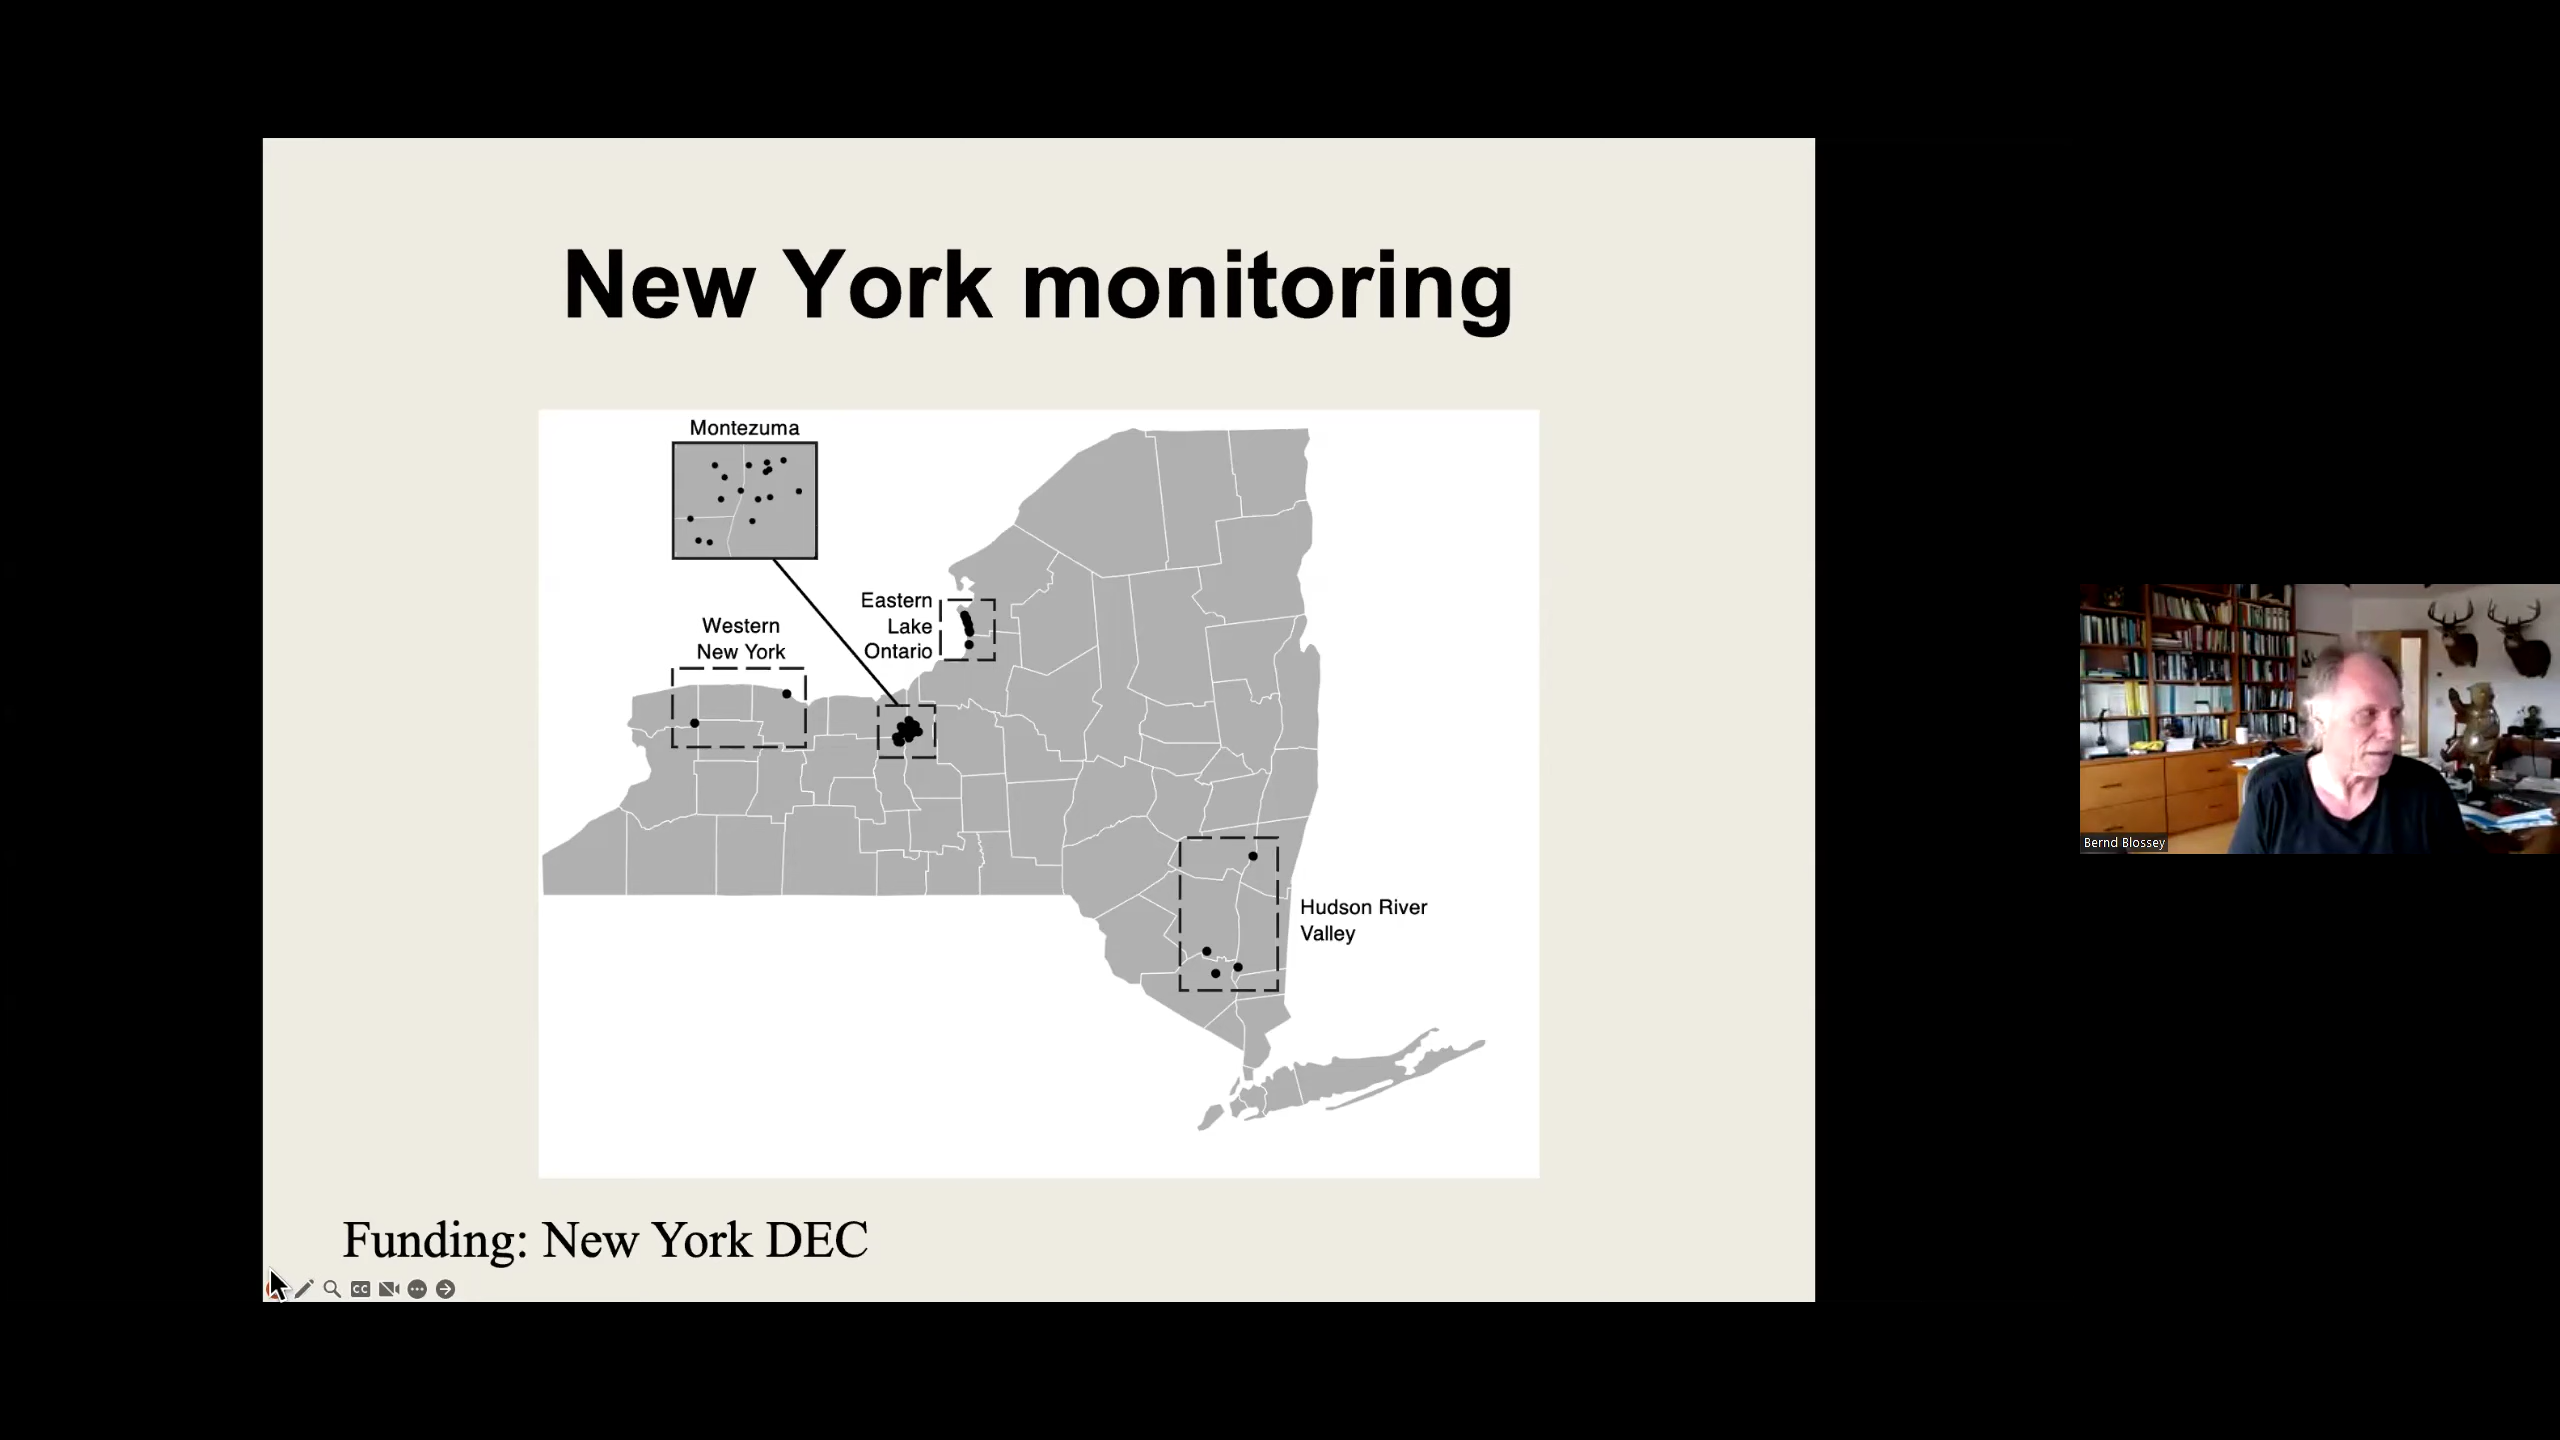 New York monitoring
Montezuma
Eastern
Lake
Ontario
Western
New York
Hudson River
Valley
Funding: New York DEC
CC
Bernd Blossey